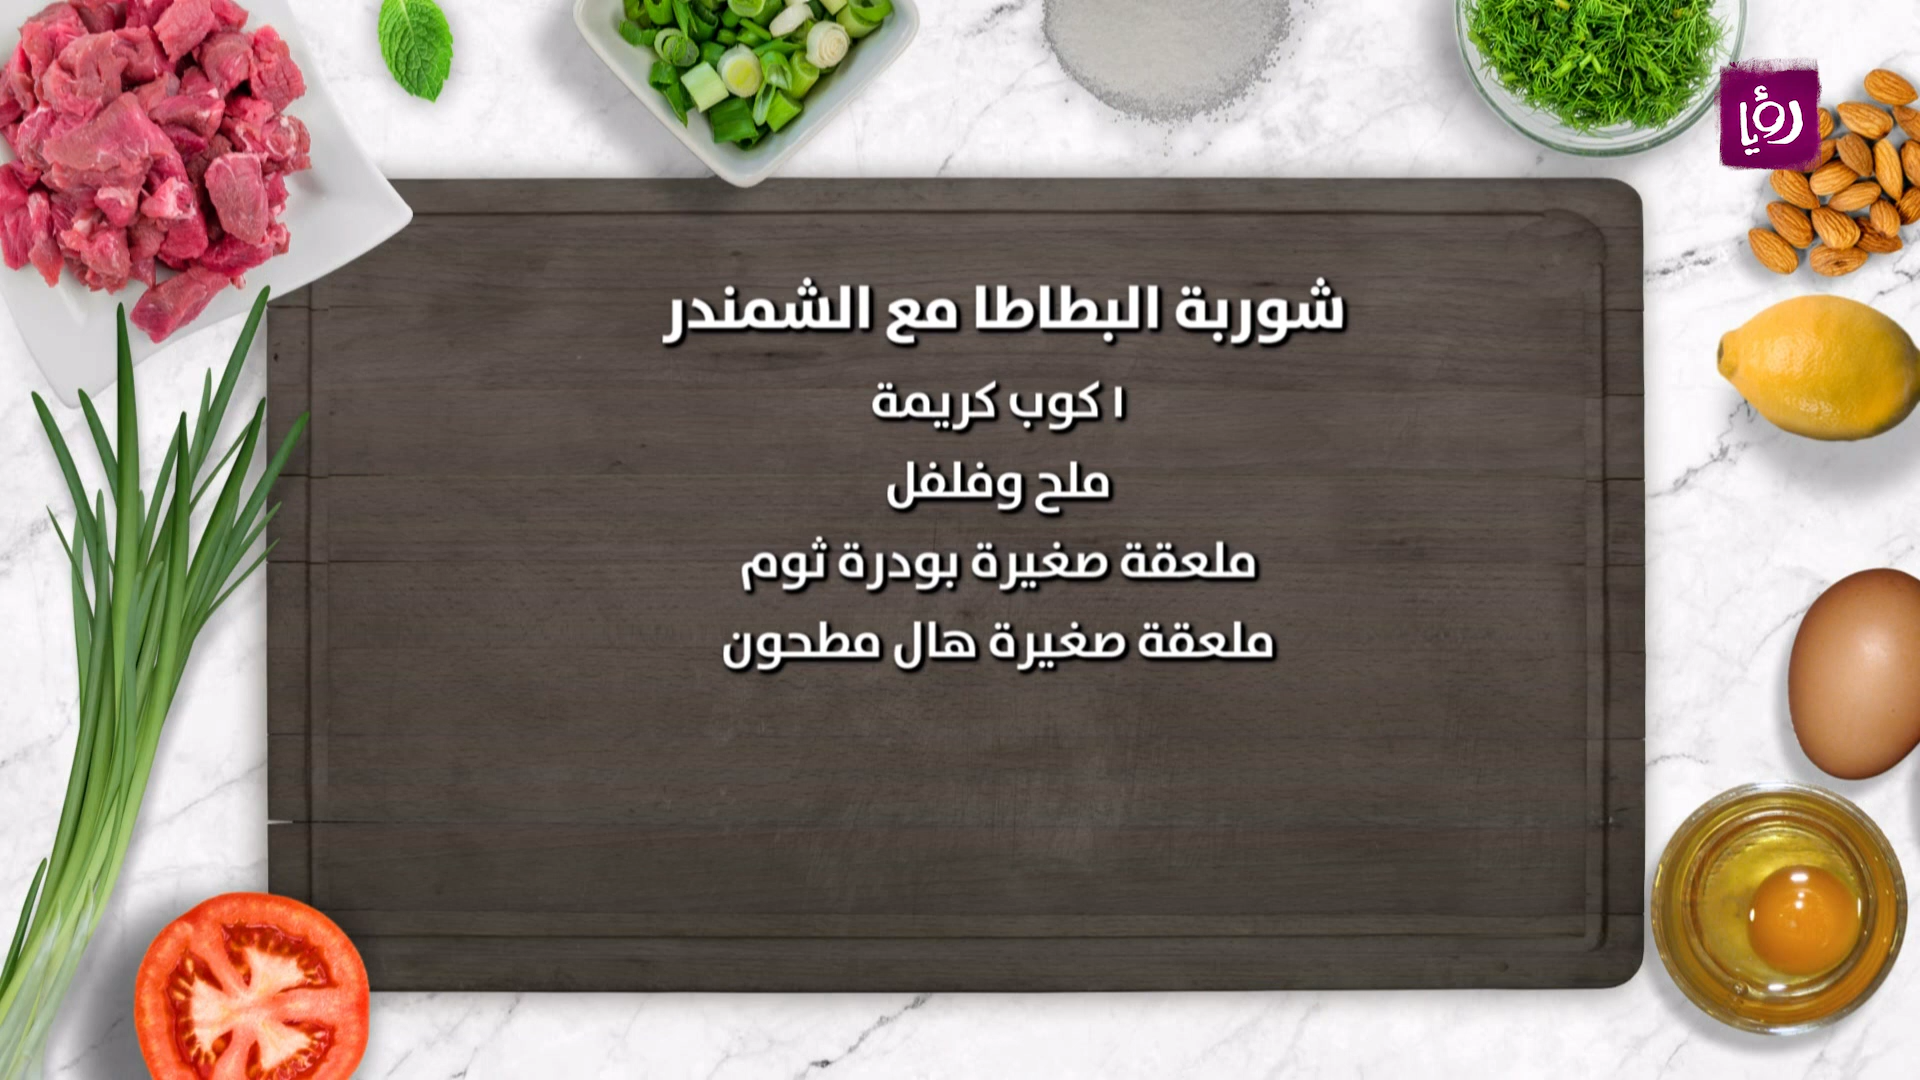 رؤيا
شوربة البطاطا مع الشمندر
١ كوب كريمة
ملح وفلفل
ملعقة صغيرة بودرة ثوم
ملعقة صغيرة هال مطحون